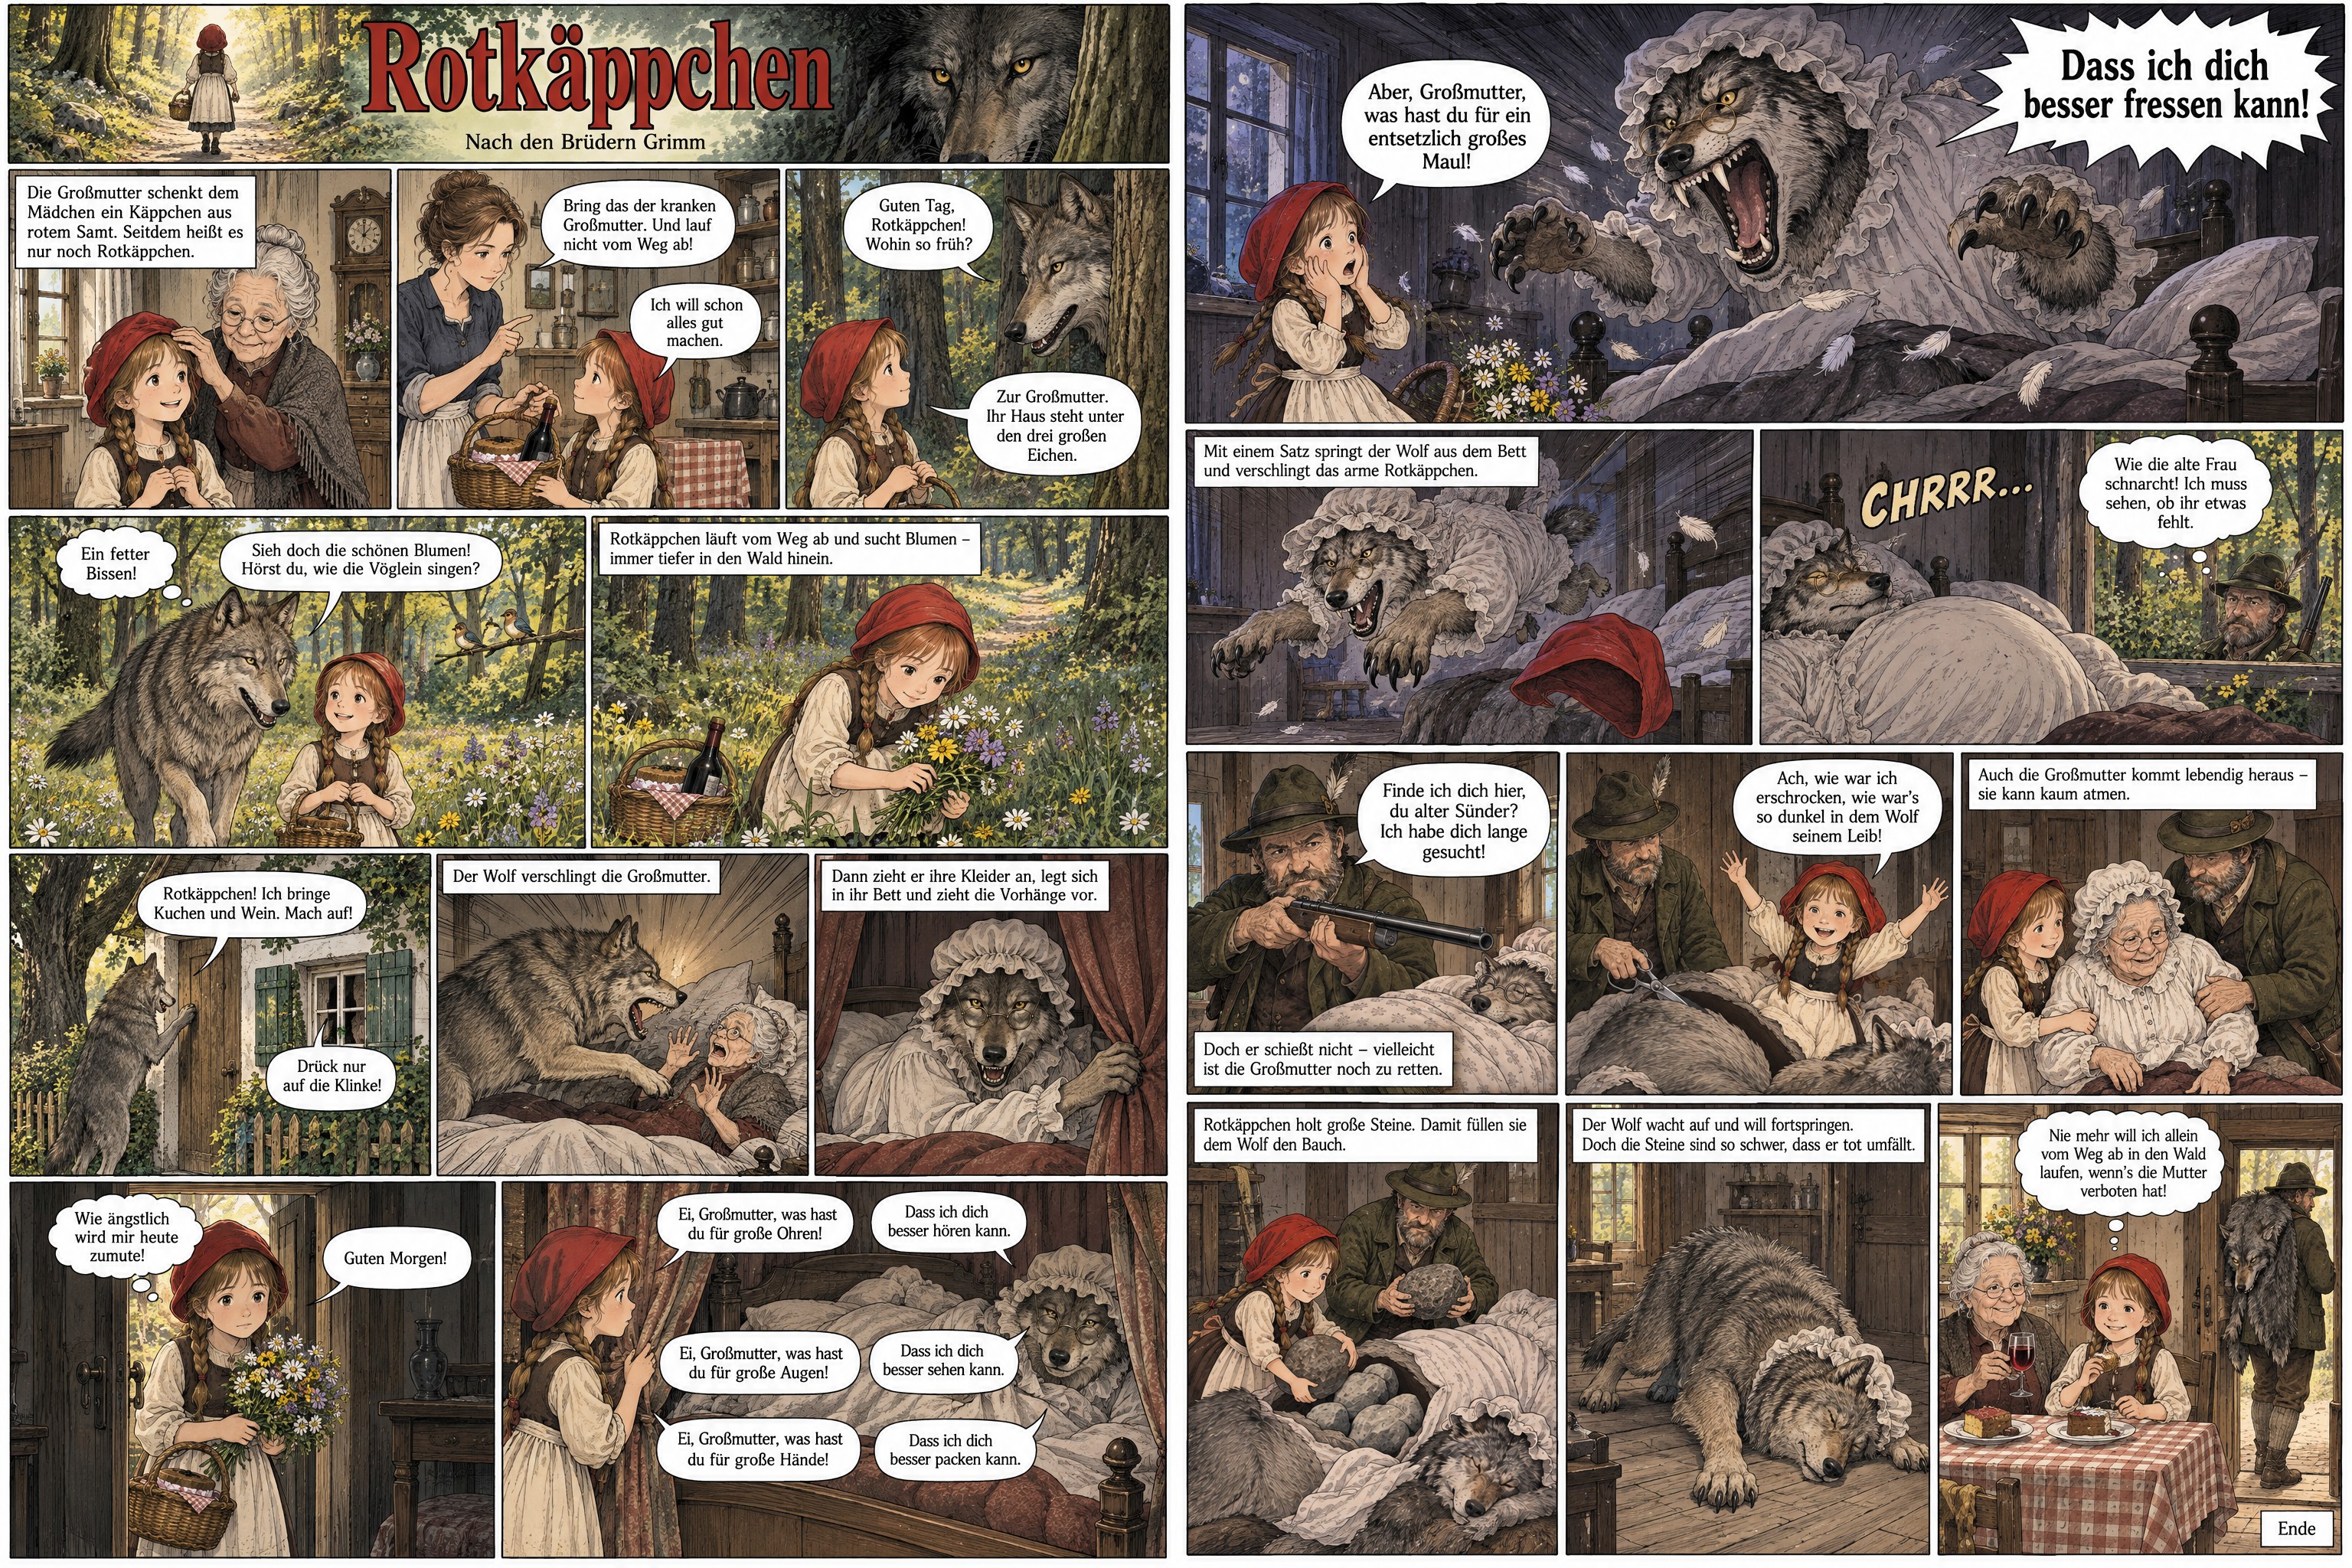 Rotkäppchen
Nach den Brüdern Grimm
Die Großmutter schenkt dem
Mädchen ein Käppchen aus
rotem Samt. Seitdem heißt es
nur noch Rotkäppchen.
Bring das der kranken
Großmutter. Und lauf
nicht vom Weg ab!
Ich will schon
alles gut
machen.
Guten Tag,
Rotkäppchen!
Wohin so früh?
Zur Großmutter.
Ihr Haus steht unter
den drei großen
Eichen.
Ein fetter
Bissen!
Sieh doch die schönen Blumen!
Hörst du, wie die Vöglein singen?
Rotkäppchen läuft vom Weg ab und sucht Blumen –
immer tiefer in den Wald hinein.
Rotkäppchen! Ich bringe
Kuchen und Wein. Mach auf!
Drück nur
auf die Klinke!
Der Wolf verschlingt die Großmutter.
Dann zieht er ihre Kleider an, legt sich
in ihr Bett und zieht die Vorhänge vor.
Wie ängstlich
wird mir heute
zumute!
Guten Morgen!
Ei, Großmutter, was hast
du für große Ohren!
Dass ich dich
besser hören kann.
Ei, Großmutter, was hast
du für große Augen!
Dass ich dich
besser sehen kann.
Ei, Großmutter, was hast
du für große Hände!
Dass ich dich
besser packen kann.
Aber, Großmutter,
was hast du für ein
entsetzlich großes
Maul!
Dass ich dich
besser fressen kann!
Mit einem Satz springt der Wolf aus dem Bett
und verschlingt das arme Rotkäppchen.
CHRRR...
Wie die alte Frau
schnarcht! Ich muss
sehen, ob ihr etwas
fehlt.
Finde ich dich hier,
du alter Sünder?
Ich habe dich lange
gesucht!
Doch er schießt nicht – vielleicht
ist die Großmutter noch zu retten.
Ach, wie war ich
erschrocken, wie war's
so dunkel in dem Wolf
seinem Leib!
Auch die Großmutter kommt lebendig heraus –
sie kann kaum atmen.
Rotkäppchen holt große Steine. Damit füllen sie
dem Wolf den Bauch.
Der Wolf wacht auf und will fortspringen.
Doch die Steine sind so schwer, dass er tot umfällt.
Nie mehr will ich allein
vom Weg ab in den Wald
laufen, wenn's die Mutter
verboten hat!
Ende